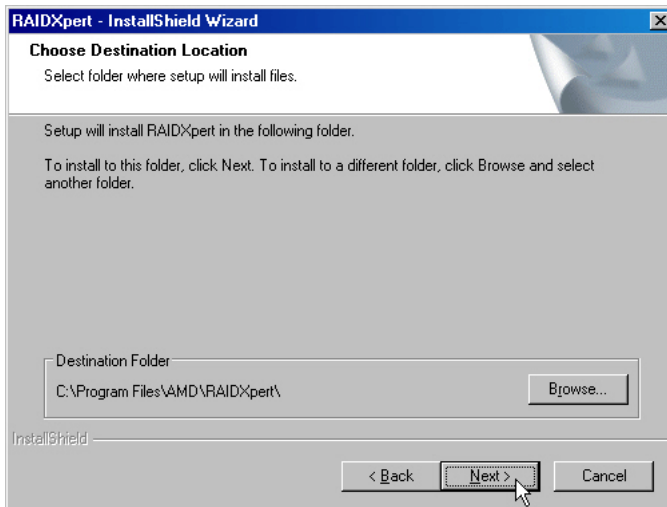 RAIDXpert - InstallShield Wizard
Choose Destination Location
Select folder where setup will install files.
Setup will install RAIDXpert in the following folder.
To install to this folder, click Next. To install to a different folder, click Browse and select
another folder.
Destination Folder
C:\Program Files\AMD\RAIDXpert\
Browse...
InstallShield
< Back
Next >
Cancel